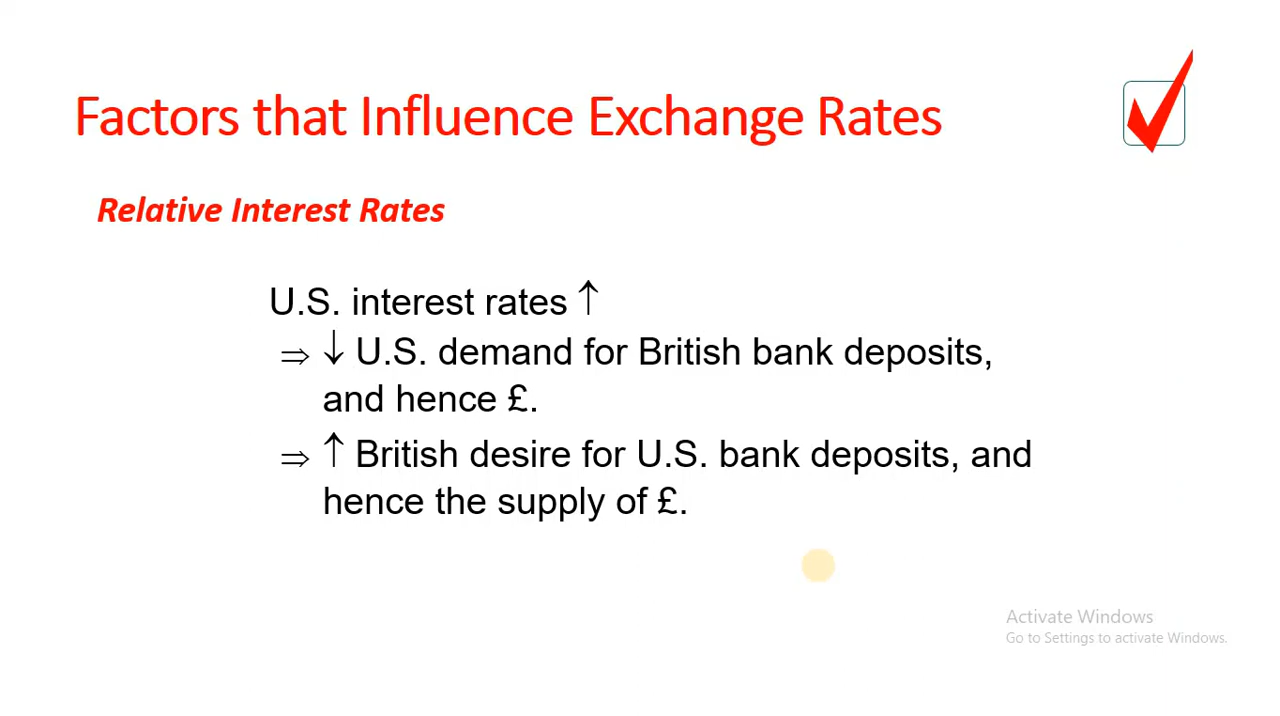 Factors that Influence Exchange Rates
Relative Interest Rates
U.S. interest rates ↑
⇒ ↓ U.S. demand for British bank deposits,
and hence £.
⇒ ↑ British desire for U.S. bank deposits, and
hence the supply of £.
Activate Windows
Go to Settings to activate Windows.